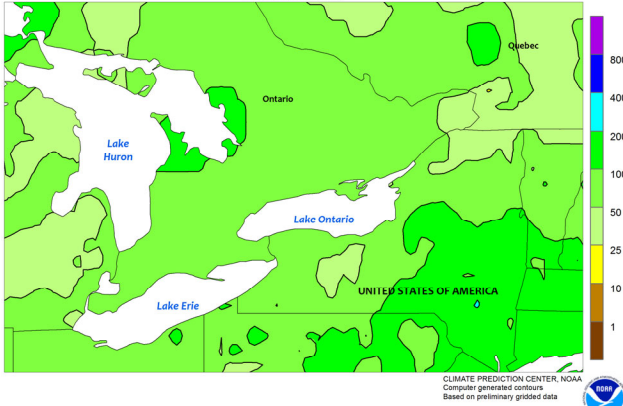 Quebec
Ontario
Lake
Huron
Lake Ontario
UNITED STATES OF AMERICA
Lake Erie
800
400
200
100
50
25
10
1
CLIMATE PREDICTION CENTER, NOAA
Computer generated contours
Based on preliminary gridded data
NOAA